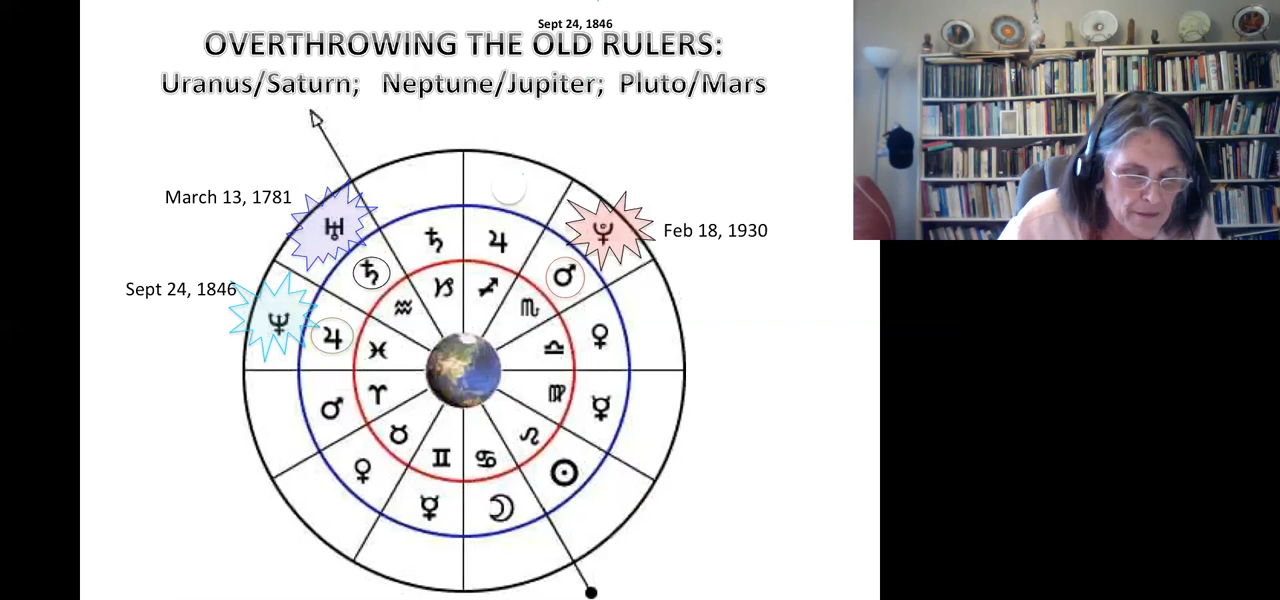 Sept 24, 1846
OVERTHROWING THE OLD RULERS:
Uranus/Saturn; Neptune/Jupiter; Pluto/Mars
March 13, 1781
Feb 18, 1930
Sept 24, 1846